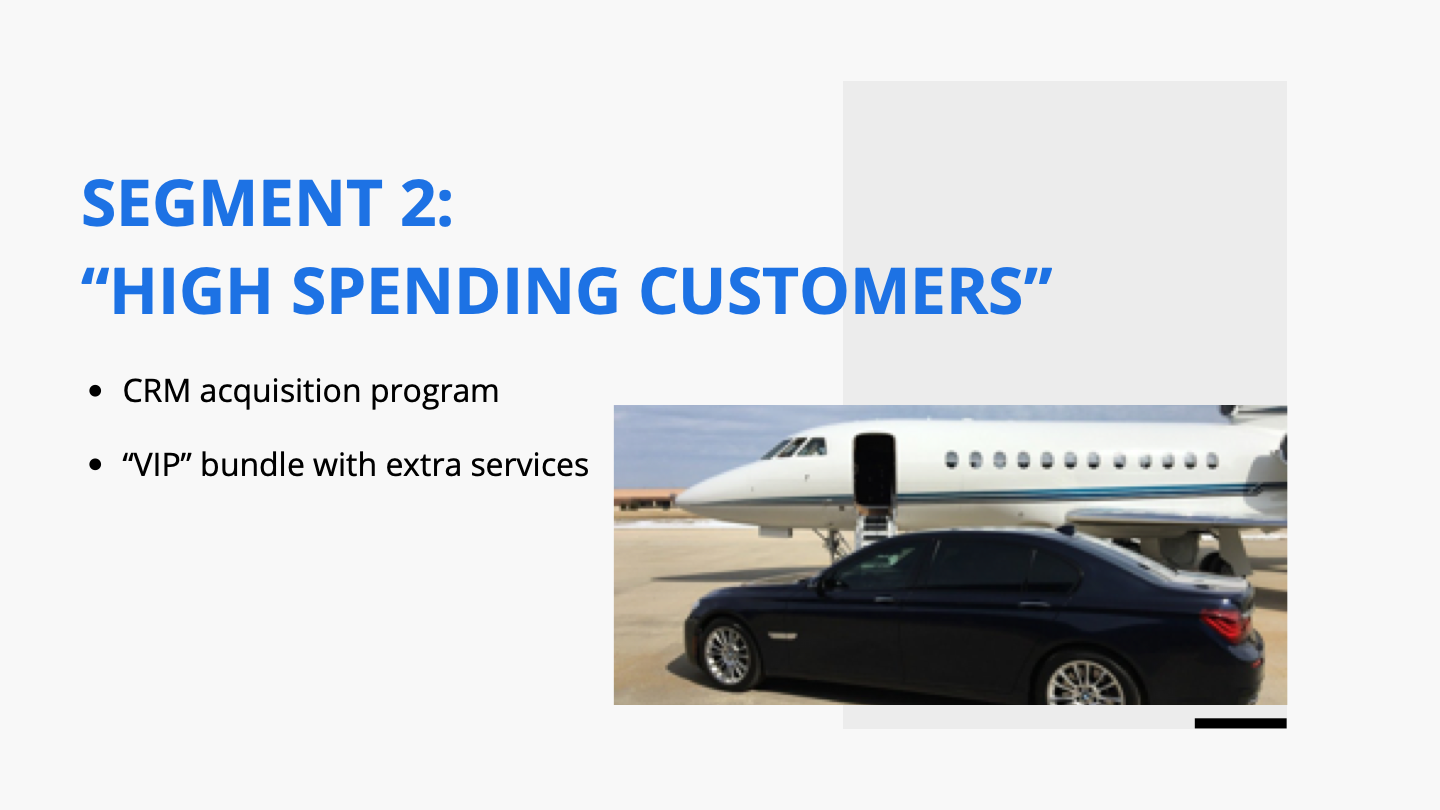 SEGMENT 2:
“HIGH SPENDING CUSTOMERS”
• CRM acquisition program
• “VIP” bundle with extra services